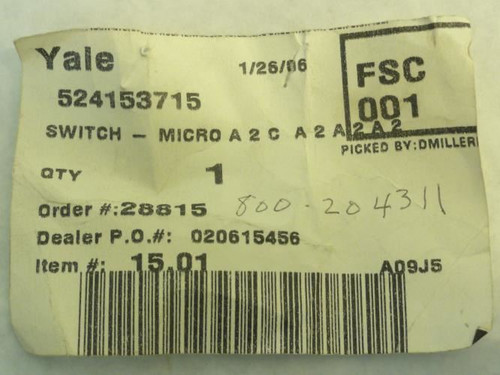 Yale 1/26/06 FSC
524153715 001
SWITCH - MICRO A 2 C A 2 A 2 A 2
PICKED BY:DMILLER
QTY 1
Order #:28815 800-204311
Dealer P.O.#: 020615456
Item #: 15.01 A09J5